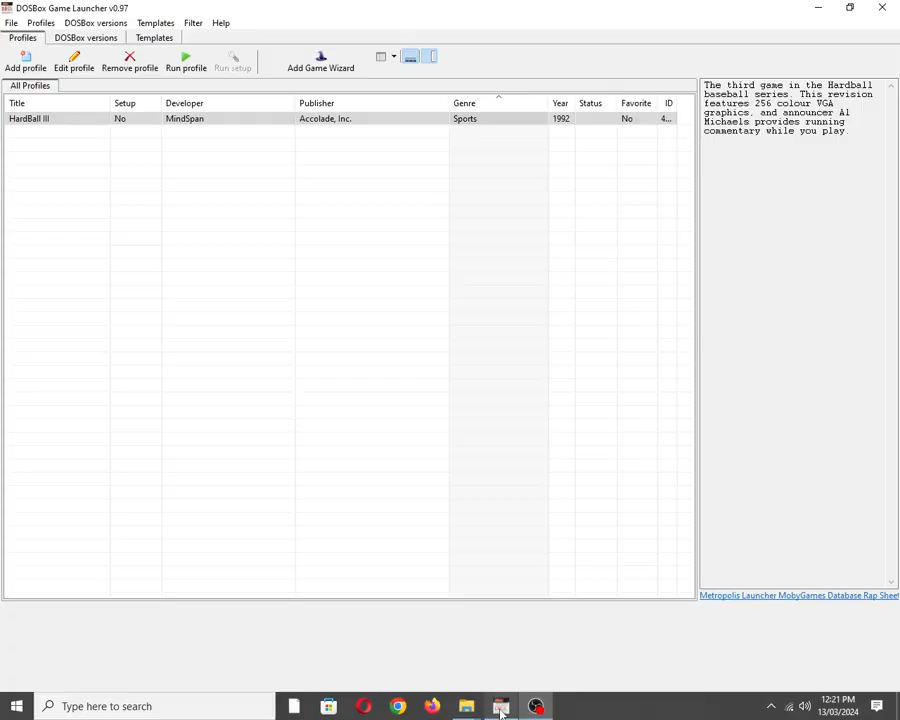 DOSBox Game Launcher v0.97
File Profiles DOSBox versions Templates Filter Help
Profiles DOSBox versions Templates
Add profile Edit profile Remove profile Run profile Run setup Add Game Wizard
All Profiles
Title Setup Developer Publisher Genre Year Status Favorite ID
HardBall III No MindSpan Accolade, Inc. Sports 1992 No 4...
The third game in the Hardball
baseball series. This revision
features 256 colour VGA
graphics, and announcer Al
Michaels provides running
commentary while you play.
Metropolis Launcher MobyGames Database Rap Sheet
Type here to search
12:21 PM
13/03/2024